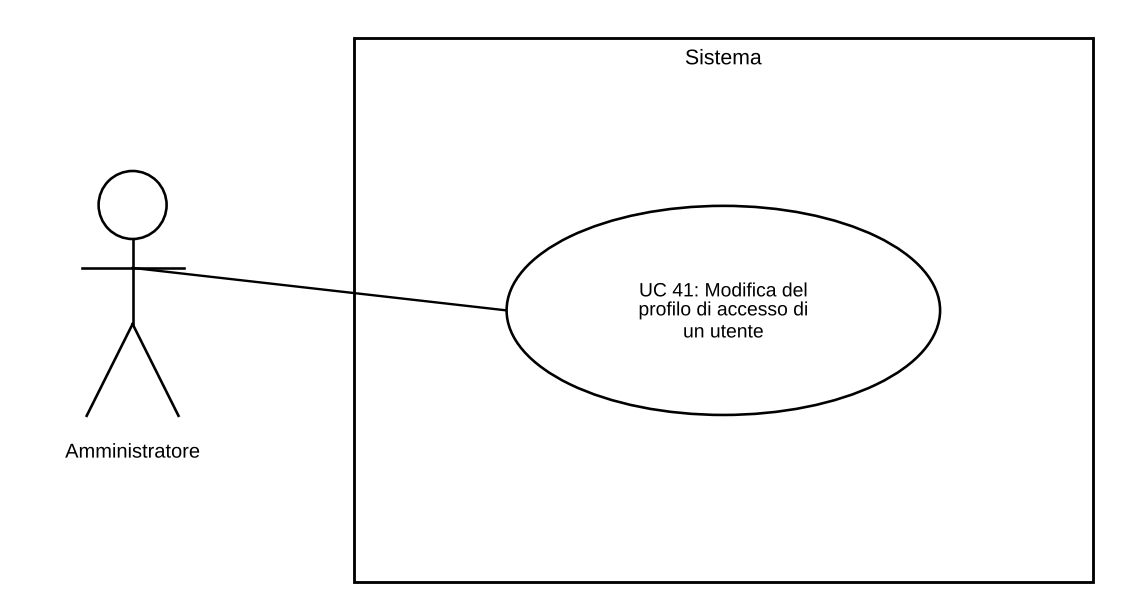 Sistema
UC 41: Modifica del
profilo di accesso di
un utente
Amministratore